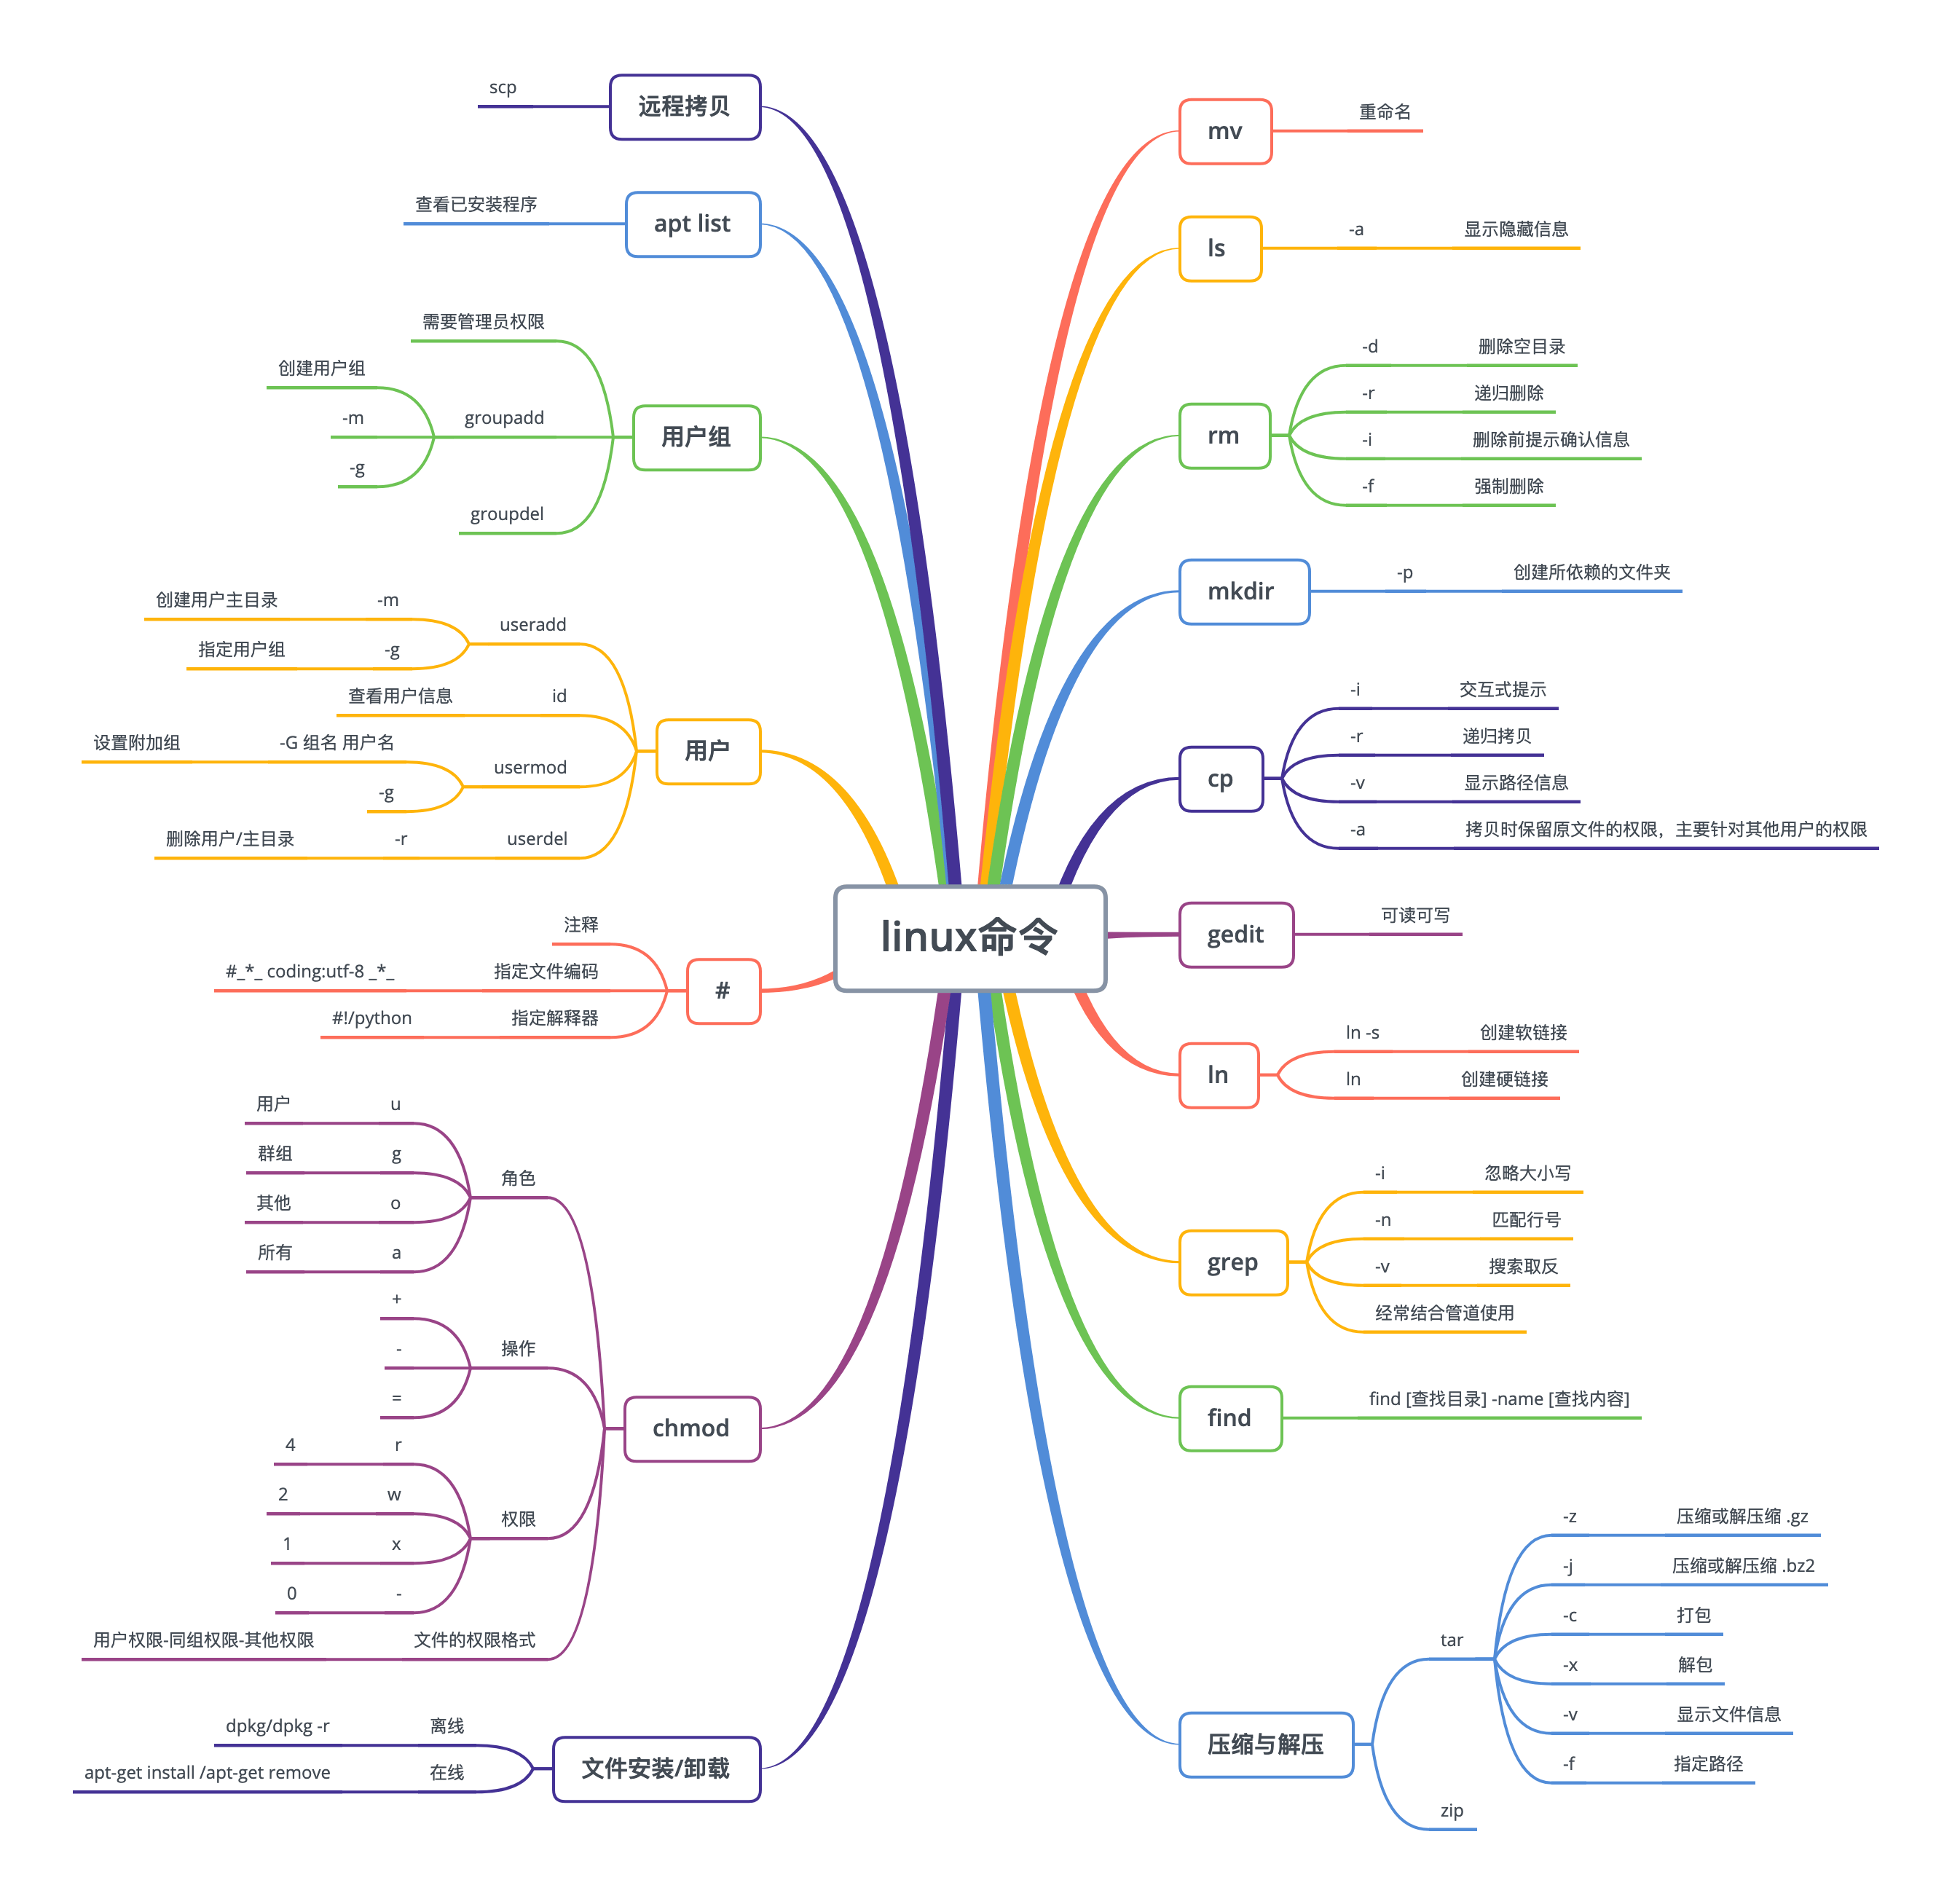 linux命令
mv
重命名
ls
-a
显示隐藏信息
rm
-d
删除空目录
-r
递归删除
-i
删除前提示确认信息
-f
强制删除
mkdir
-p
创建所依赖的文件夹
cp
-i
交互式提示
-r
递归拷贝
-v
显示路径信息
-a
拷贝时保留原文件的权限，主要针对其他用户的权限
gedit
可读可写
ln
ln -s
创建软链接
ln
创建硬链接
grep
-i
忽略大小写
-n
匹配行号
-v
搜索取反
经常结合管道使用
find
find [查找目录] -name [查找内容]
压缩与解压
tar
-z
压缩或解压缩 .gz
-j
压缩或解压缩 .bz2
-c
打包
-x
解包
-v
显示文件信息
-f
指定路径
zip
远程拷贝
scp
apt list
查看已安装程序
用户组
需要管理员权限
groupadd
创建用户组
-m
-g
groupdel
用户
useradd
-m
创建用户主目录
-g
指定用户组
id
查看用户信息
usermod
-G 组名 用户名
设置附加组
-g
userdel
-r
删除用户/主目录
#
注释
指定文件编码
#_*_ coding:utf-8 _*_
指定解释器
#!/python
chmod
角色
u
用户
g
群组
o
其他
a
所有
操作
+
-
=
权限
r
4
w
2
x
1
-
0
文件的权限格式
用户权限-同组权限-其他权限
文件安装/卸载
离线
dpkg/dpkg -r
在线
apt-get install /apt-get remove